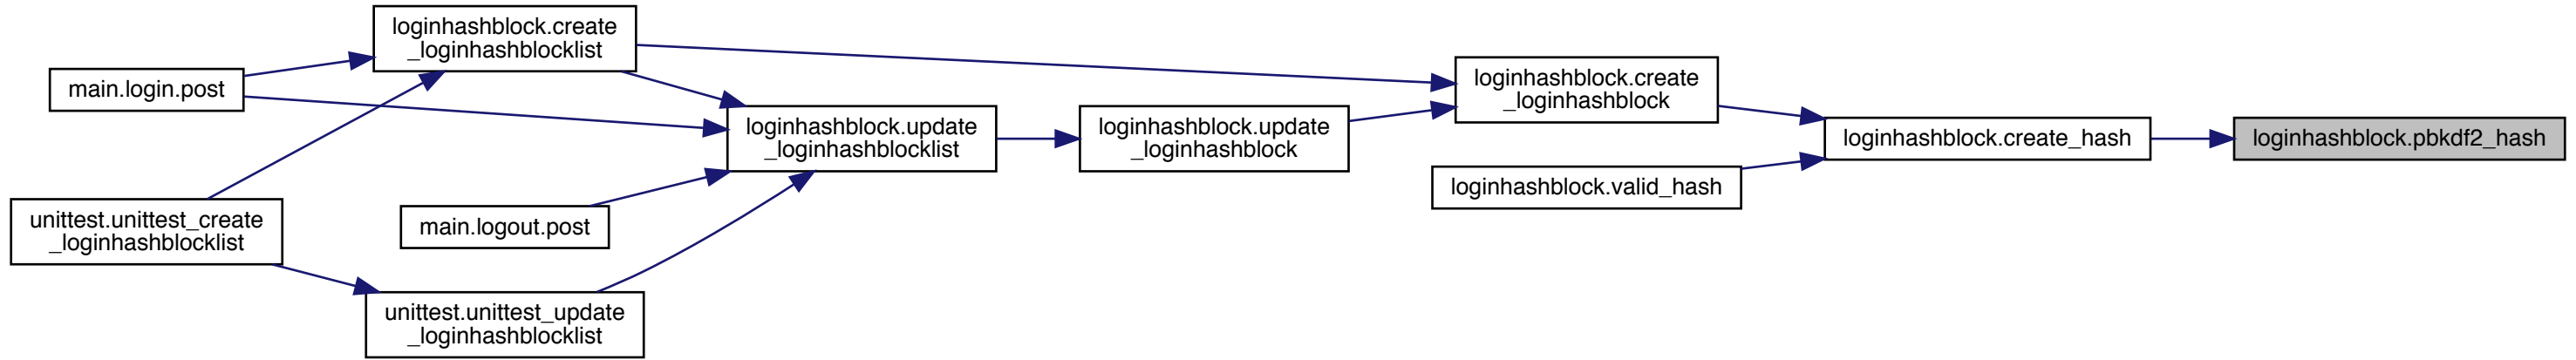 loginhashblock.create
_loginhashblocklist
main.login.post
loginhashblock.create
_loginhashblock
loginhashblock.update
_loginhashblocklist
loginhashblock.update
_loginhashblock
loginhashblock.create_hash
loginhashblock.pbkdf2_hash
loginhashblock.valid_hash
unittest.unittest_create
_loginhashblocklist
main.logout.post
unittest.unittest_update
_loginhashblocklist